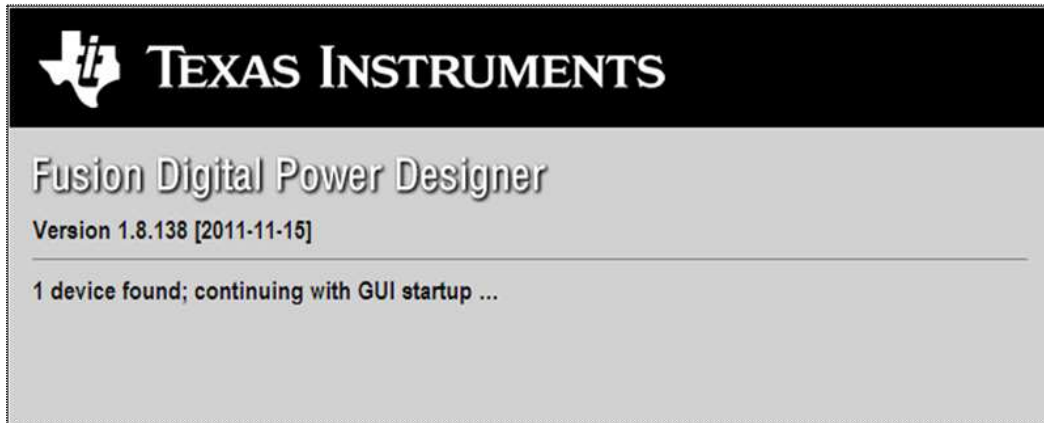 TEXAS INSTRUMENTS
Fusion Digital Power Designer
Version 1.8.138 [2011-11-15]
1 device found; continuing with GUI startup ...